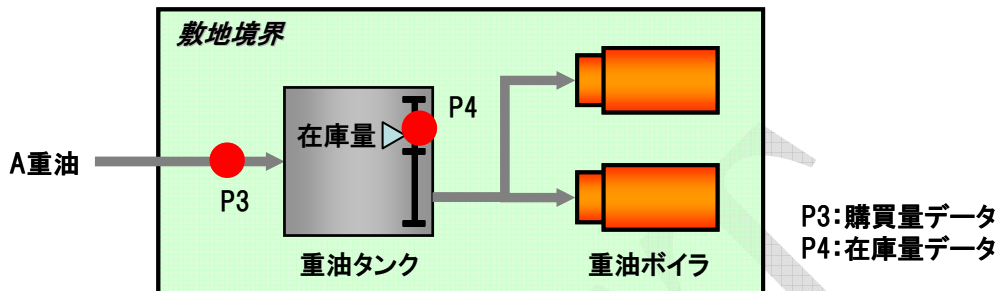 敷地境界
P4
在庫量
A重油
P3
P3:購買量データ
P4:在庫量データ
重油タンク
重油ボイラ